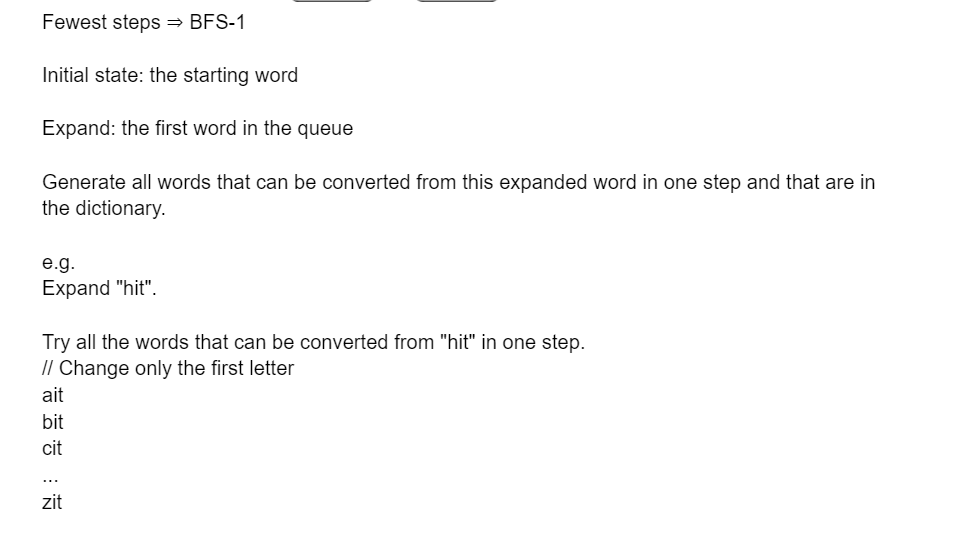 Fewest steps ⇒ BFS-1
Initial state: the starting word
Expand: the first word in the queue
Generate all words that can be converted from this expanded word in one step and that are in
the dictionary.
e.g.
Expand "hit".
Try all the words that can be converted from "hit" in one step.
// Change only the first letter
ait
bit
cit
...
zit